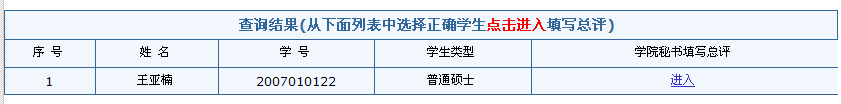 查询结果(从下面列表中选择正确学生点击进入填写总评)
序 号 姓 名 学 号 学生类型 学院秘书填写总评
1 王亚楠 2007010122 普通硕士 进入